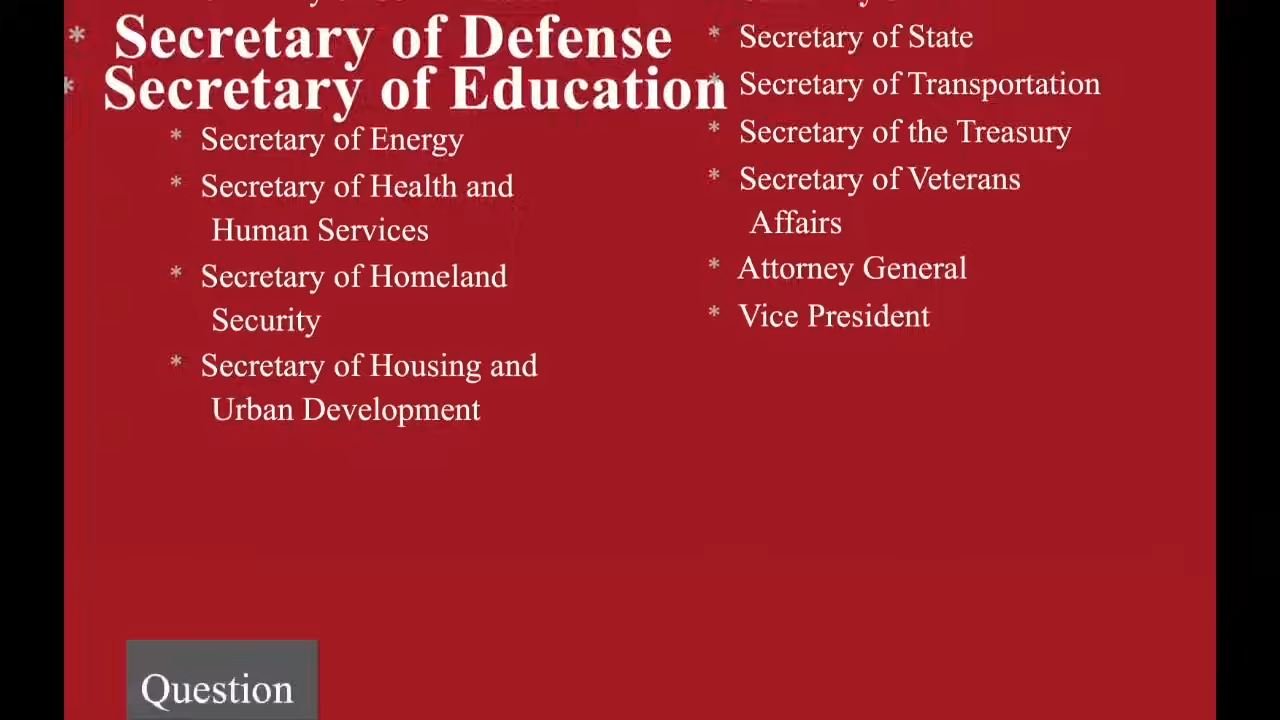 * Secretary of Defense
* Secretary of Education
* Secretary of Energy
* Secretary of Health and
Human Services
* Secretary of Homeland
Security
* Secretary of Housing and
Urban Development
* Secretary of State
* Secretary of Transportation
* Secretary of the Treasury
* Secretary of Veterans
Affairs
* Attorney General
* Vice President
Question